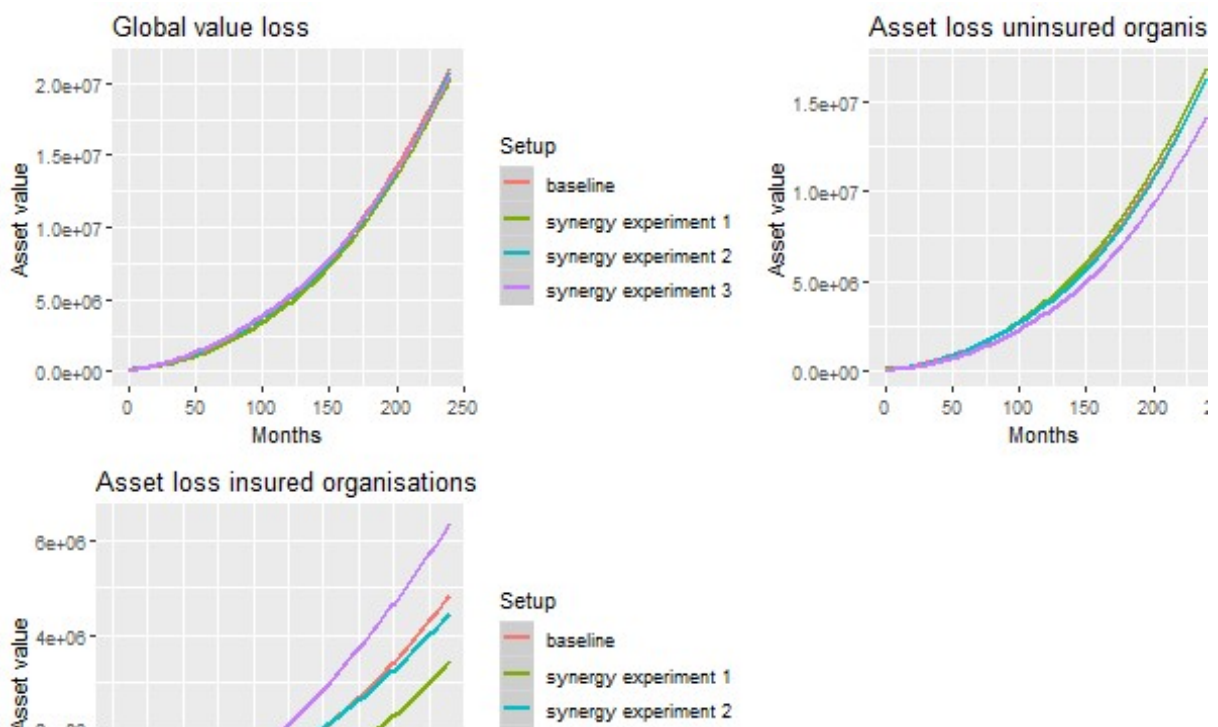 Global value loss
Asset value
2.0e+07
1.5e+07
1.0e+07
5.0e+06
0.0e+00
0 50 100 150 200 250
Months
Setup
baseline
synergy experiment 1
synergy experiment 2
synergy experiment 3
Asset loss uninsured organis
Asset value
1.5e+07
1.0e+07
5.0e+06
0.0e+00
0 50 100 150 200
Months
Asset loss insured organisations
Asset value
6e+06
4e+06
Setup
baseline
synergy experiment 1
synergy experiment 2